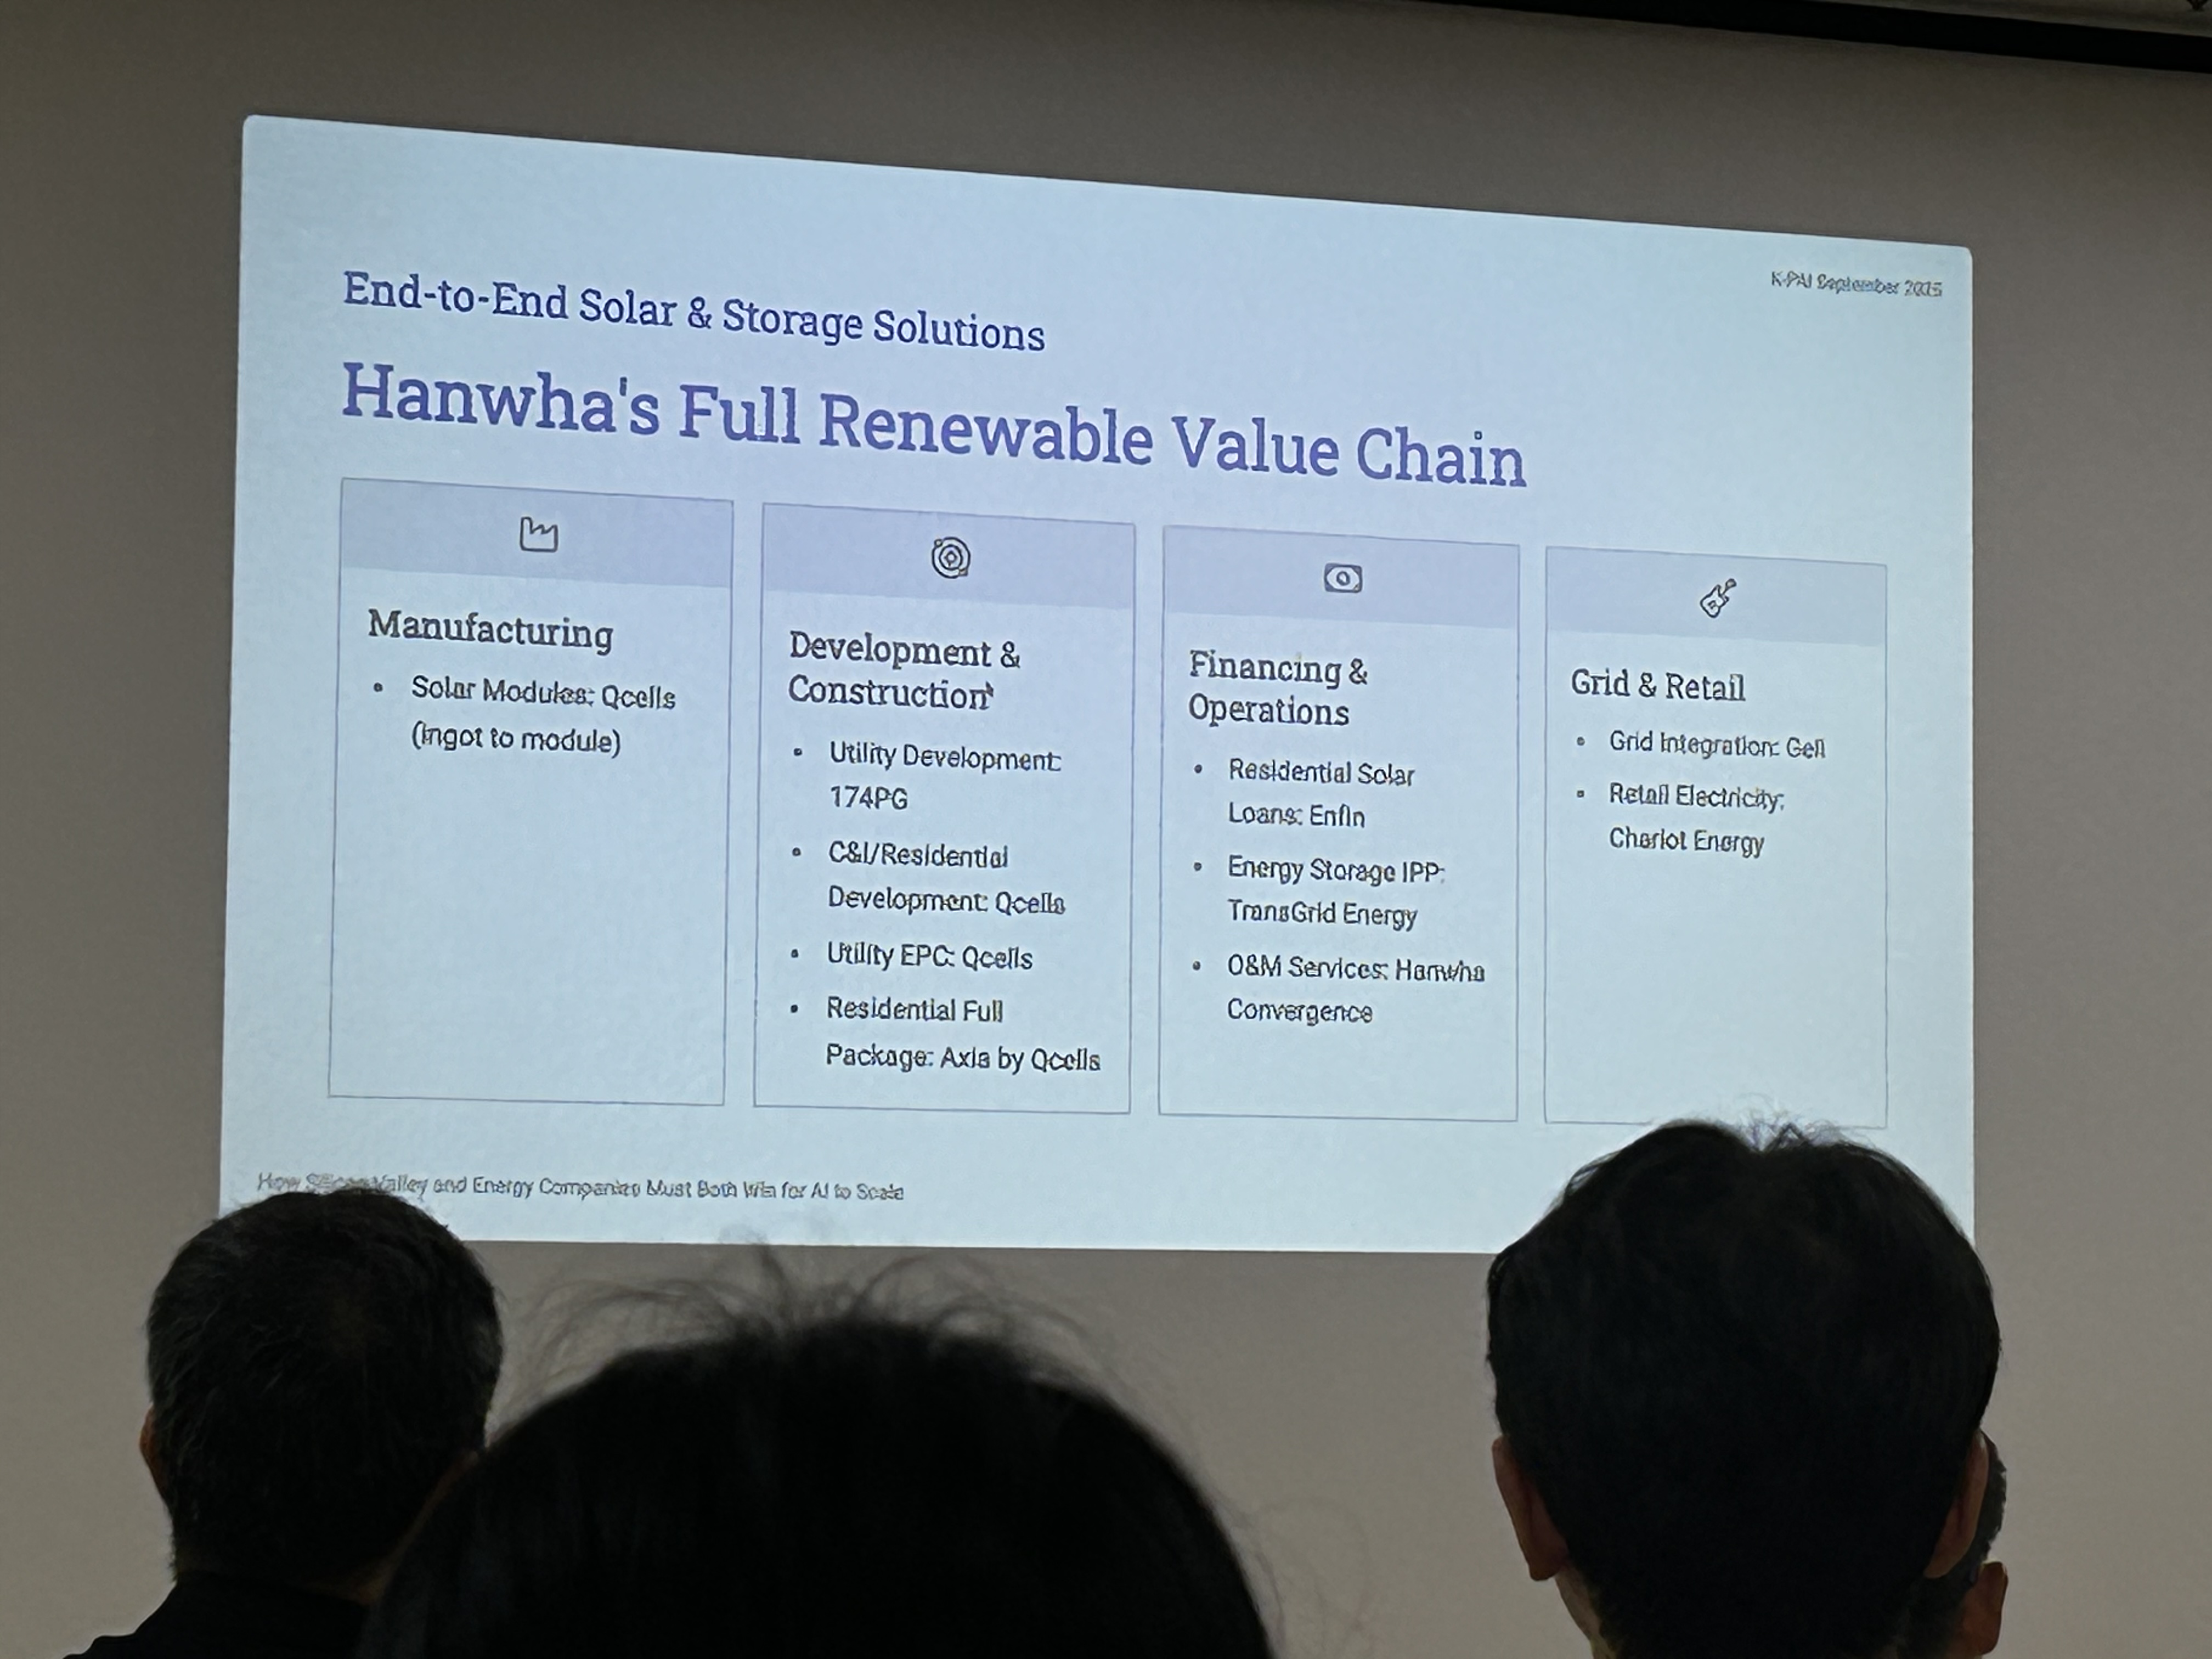 K-PAI September 2025
End-to-End Solar & Storage Solutions
Hanwha's Full Renewable Value Chain
Manufacturing
• Solar Modules: Qcells
(Ingot to module)
Development &
Construction
• Utility Development:
174PG
• C&I/Residential
Development: Qcells
• Utility EPC: Qcells
• Residential Full
Package: Axia by Qcells
Financing &
Operations
• Residential Solar
Loans: Enfin
• Energy Storage IPP:
TransGrid Energy
• O&M Services: Hanwha
Convergence
Grid & Retail
• Grid Integration: Geli
• Retail Electricity:
Chariot Energy
How Valley and Energy Companies Must Both Win for AI to Scale